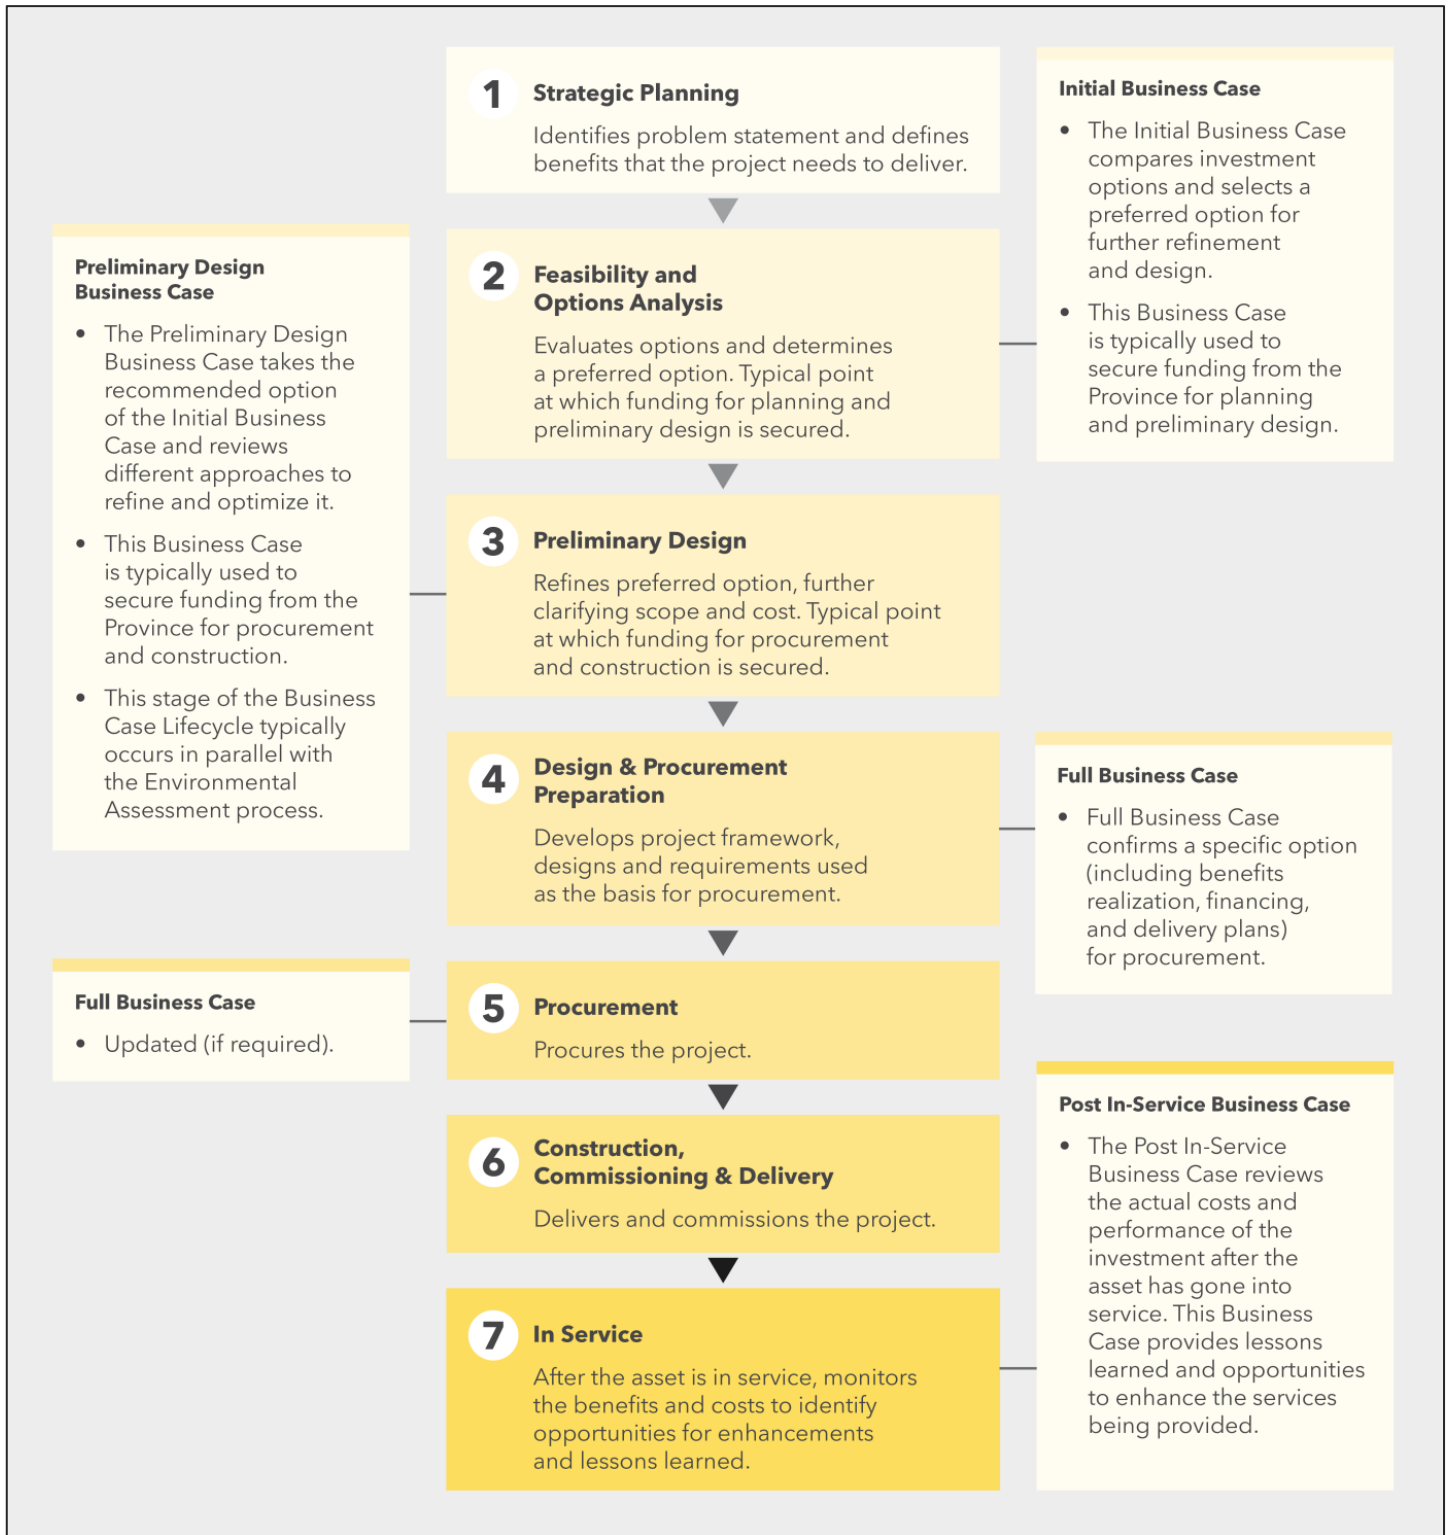 1
Strategic Planning
Identifies problem statement and defines
benefits that the project needs to deliver.
Initial Business Case
• The Initial Business Case
compares investment
options and selects a
preferred option for
further refinement
and design.
• This Business Case
is typically used to
secure funding from the
Province for planning
and preliminary design.
2
Feasibility and
Options Analysis
Evaluates options and determines
a preferred option. Typical point
at which funding for planning and
preliminary design is secured.
Preliminary Design
Business Case
• The Preliminary Design
Business Case takes the
recommended option
of the Initial Business
Case and reviews
different approaches to
refine and optimize it.
• This Business Case
is typically used to
secure funding from the
Province for procurement
and construction.
• This stage of the Business
Case Lifecycle typically
occurs in parallel with
the Environmental
Assessment process.
3
Preliminary Design
Refines preferred option, further
clarifying scope and cost. Typical point
at which funding for procurement
and construction is secured.
4
Design & Procurement
Preparation
Develops project framework,
designs and requirements used
as the basis for procurement.
Full Business Case
• Full Business Case
confirms a specific option
(including benefits
realization, financing,
and delivery plans)
for procurement.
Full Business Case
• Updated (if required).
5
Procurement
Procures the project.
6
Construction,
Commissioning & Delivery
Delivers and commissions the project.
7
In Service
After the asset is in service, monitors
the benefits and costs to identify
opportunities for enhancements
and lessons learned.
Post In-Service Business Case
• The Post In-Service
Business Case reviews
the actual costs and
performance of the
investment after the
asset has gone into
service. This Business
Case provides lessons
learned and opportunities
to enhance the services
being provided.